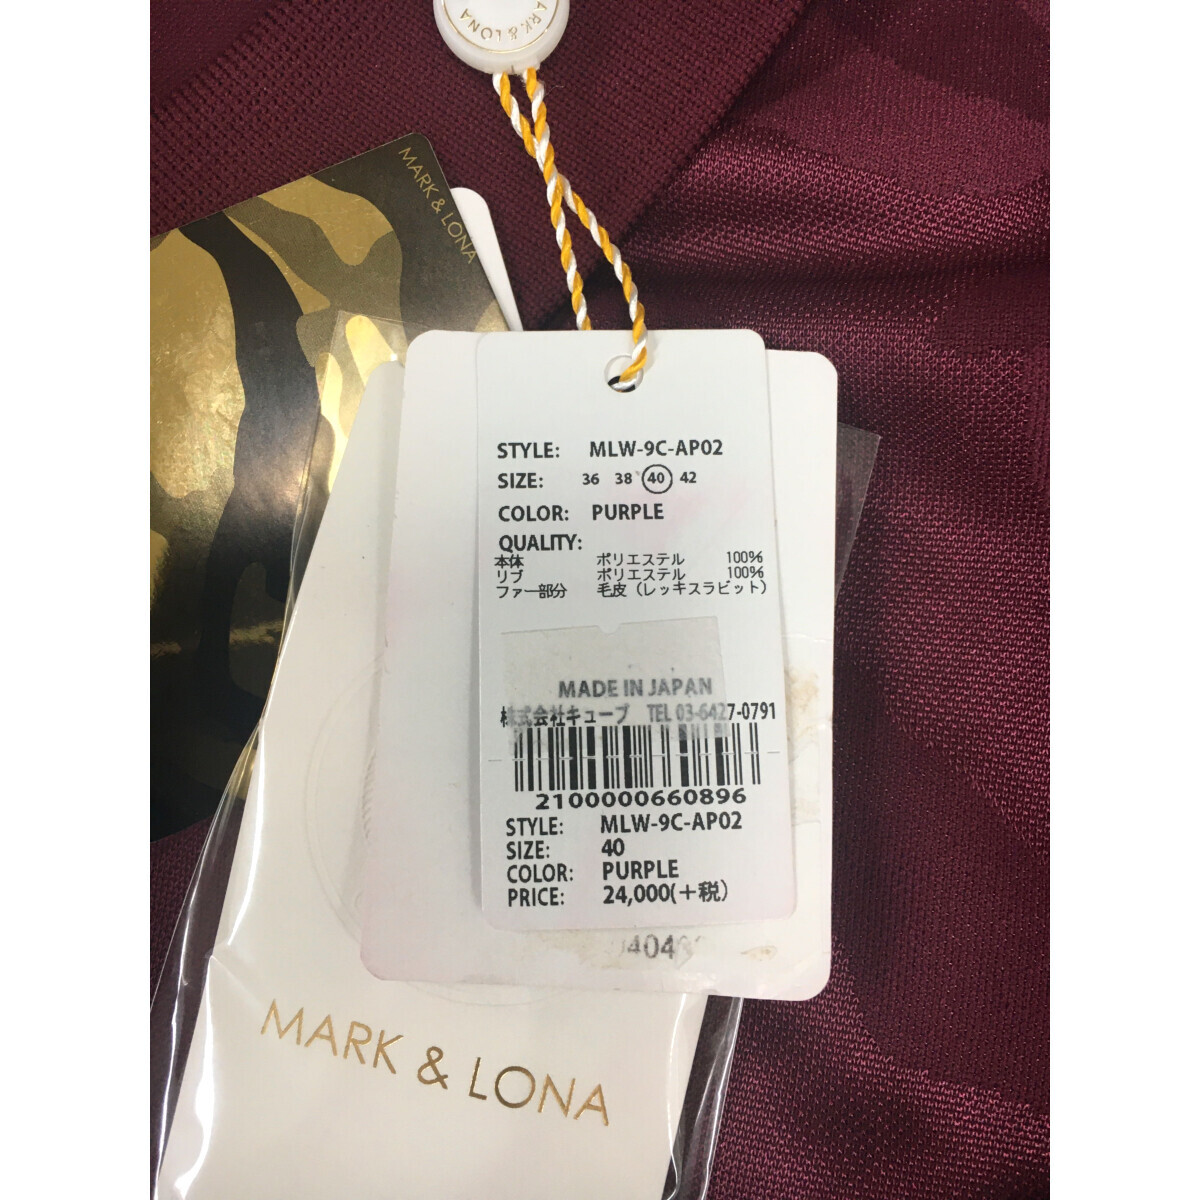 MARK & LONA
MARK & LONA
STYLE: MLW-9C-AP02
SIZE: 36 38 40 42
COLOR: PURPLE
QUALITY:
本体 ポリエステル 100%
リブ ポリエステル 100%
ファー部分 毛皮(レッキスラビット)
MADE IN JAPAN
株式会社キューブ TEL 03-6427-0791
2100000660896
STYLE: MLW-9C-AP02
SIZE: 40
COLOR: PURPLE
PRICE: 24,000(+税)
MARK & LONA